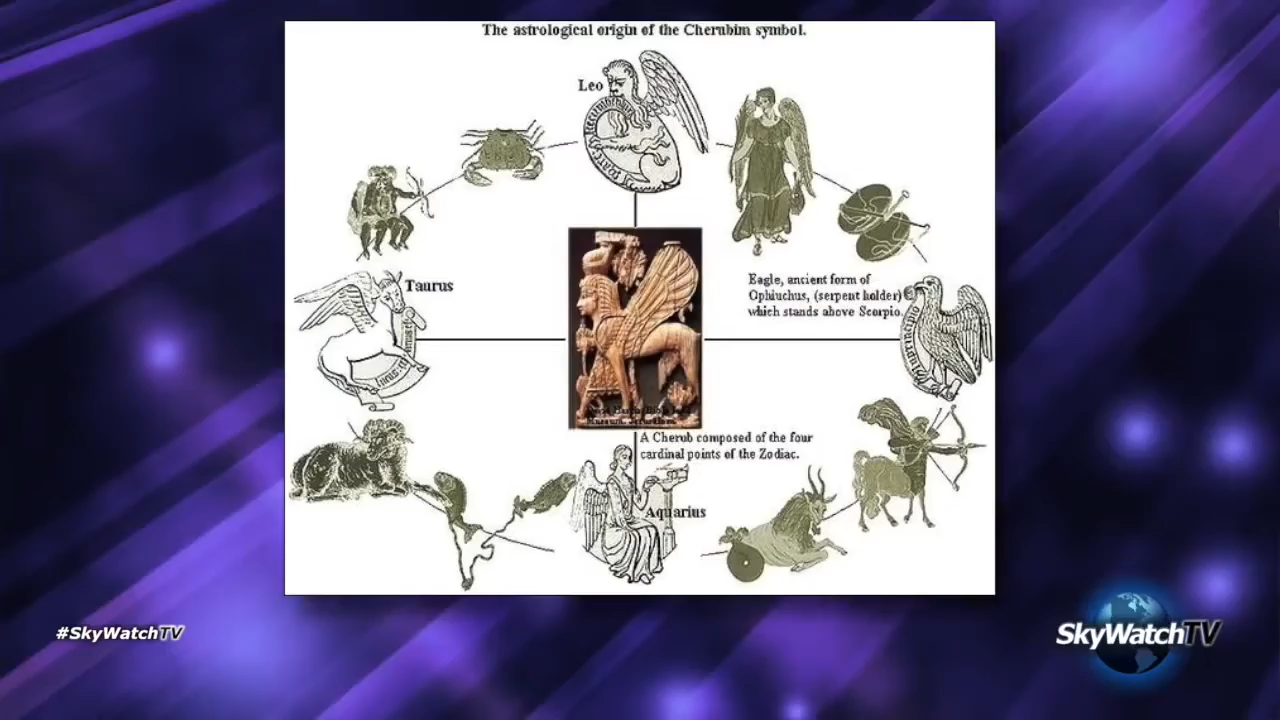 The astrological origin of the Cherubim symbol.
Leo
Taurus
Eagle, ancient form of
Ophiuchus, (serpent holder)
which stands above Scorpio.
A Cherub composed of the four
cardinal points of the Zodiac.
Aquarius
#SkyWatchTV
SkyWatchTV